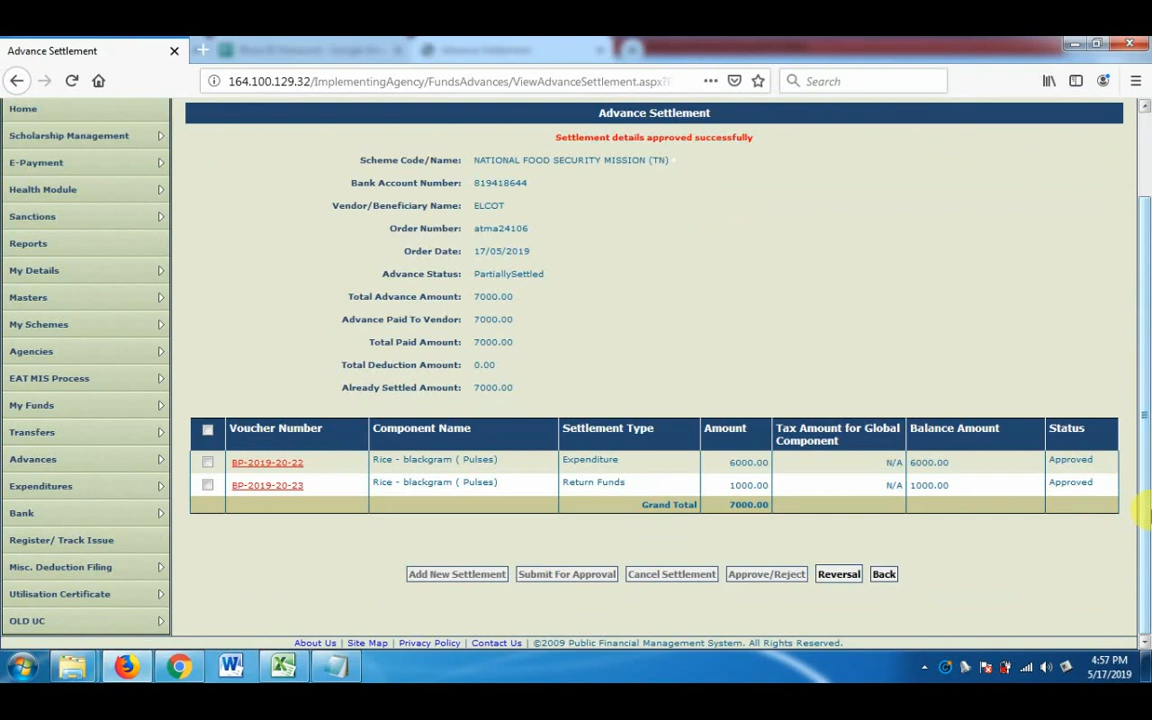 Advance Settlement
164.100.129.32/ImplementingAgency/FundsAdvances/ViewAdvanceSettlement.aspx?
Search
Home
Scholarship Management
E-Payment
Health Module
Sanctions
Reports
My Details
Masters
My Schemes
Agencies
EAT MIS Process
My Funds
Transfers
Advances
Expenditures
Bank
Register/ Track Issue
Misc. Deduction Filing
Utilisation Certificate
OLD UC
Advance Settlement
Settlement details approved successfully
Scheme Code/Name: NATIONAL FOOD SECURITY MISSION (TN)
Bank Account Number: 819418644
Vendor/Beneficiary Name: ELCOT
Order Number: atma24106
Order Date: 17/05/2019
Advance Status: PartiallySettled
Total Advance Amount: 7000.00
Advance Paid To Vendor: 7000.00
Total Paid Amount: 7000.00
Total Deduction Amount: 0.00
Already Settled Amount: 7000.00
Voucher Number Component Name Settlement Type Amount Tax Amount for Global Component Balance Amount Status
BP-2019-20-22 Rice - blackgram ( Pulses) Expenditure 6000.00 N/A 6000.00 Approved
BP-2019-20-23 Rice - blackgram ( Pulses) Return Funds 1000.00 N/A 1000.00 Approved
Grand Total 7000.00
Add New Settlement Submit For Approval Cancel Settlement Approve/Reject Reversal Back
About Us | Site Map | Privacy Policy | Contact Us | ©2009 Public Financial Management System. All Rights Reserved.
4:57 PM
5/17/2019